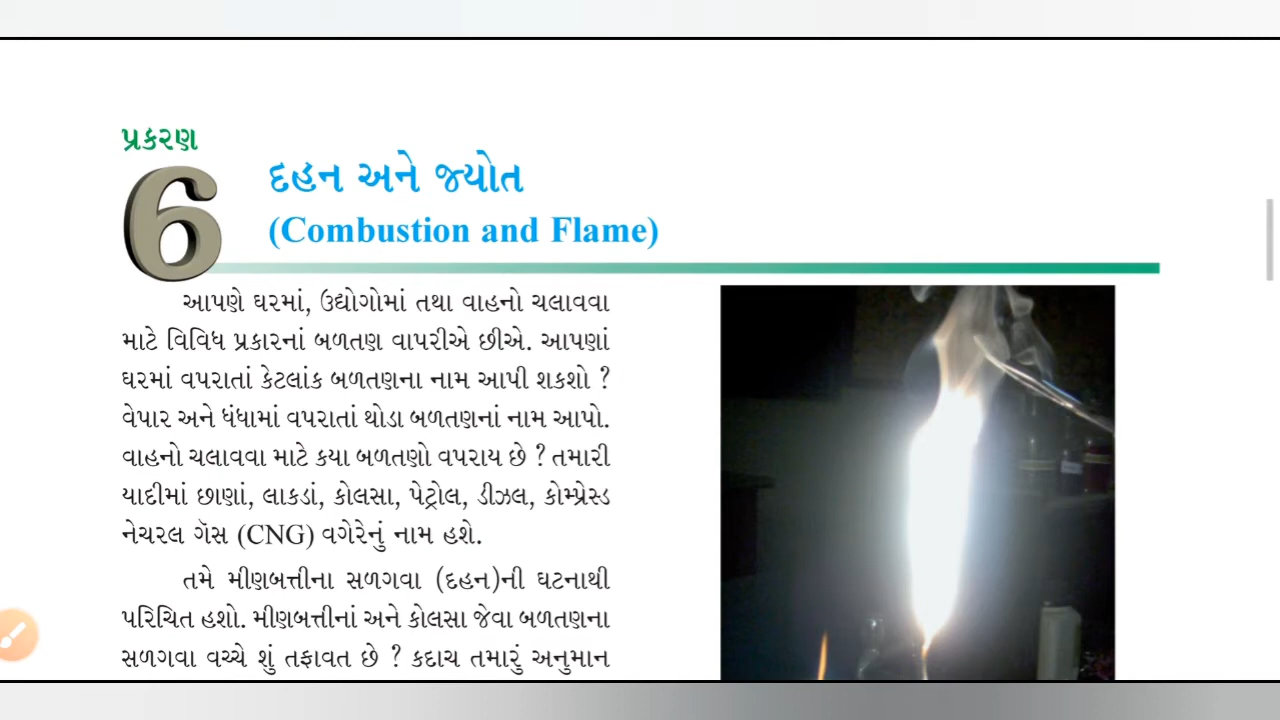 પ્રકરણ
6
દહન અને જ્યોત
(Combustion and Flame)
આપણે ઘરમાં, ઉદ્યોગોમાં તથા વાહનો ચલાવવા
માટે વિવિધ પ્રકારનાં બળતણ વાપરીએ છીએ. આપણાં
ઘરમાં વપરાતાં કેટલાંક બળતણના નામ આપી શકશો ?
વેપાર અને ધંધામાં વપરાતાં થોડા બળતણનાં નામ આપો.
વાહનો ચલાવવા માટે કયા બળતણો વપરાય છે ? તમારી
યાદીમાં છાણાં, લાકડાં, કોલસા, પેટ્રોલ, ડીઝલ, કોમ્પ્રેસ્ડ
નેચરલ ગૅસ (CNG) વગેરેનું નામ હશે.
તમે મીણબત્તીના સળગવા (દહન)ની ઘટનાથી
પરિચિત હશો. મીણબત્તીનાં અને કોલસા જેવા બળતણના
સળગવા વચ્ચે શું તફાવત છે ? કદાચ તમારું અનુમાન